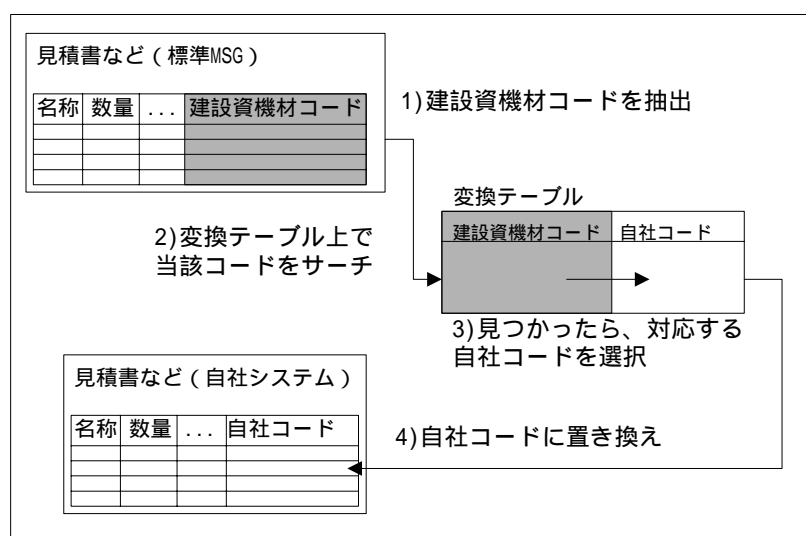 見積書など(標準MSG)
名称 数量 ... 建設資機材コード
1)建設資機材コードを抽出
変換テーブル
建設資機材コード 自社コード
2)変換テーブル上で
当該コードをサーチ
3)見つかったら、対応する
自社コードを選択
見積書など(自社システム)
名称 数量 ... 自社コード
4)自社コードに置き換え